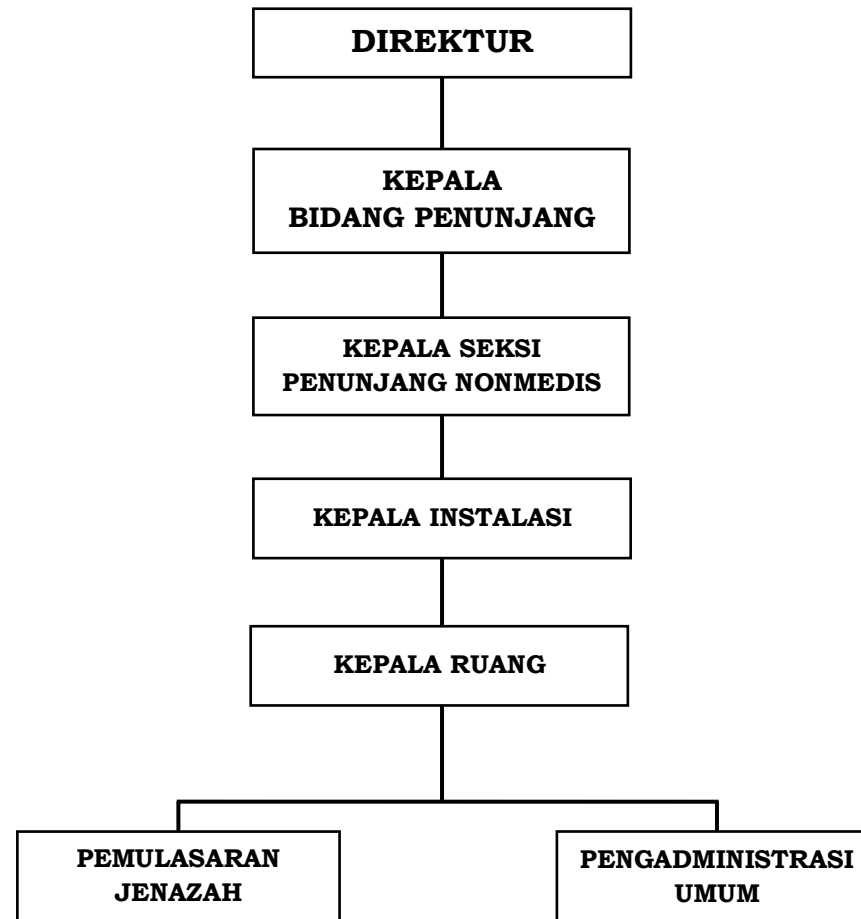 DIREKTUR
KEPALA
BIDANG PENUNJANG
KEPALA SEKSI
PENUNJANG NONMEDIS
KEPALA INSTALASI
KEPALA RUANG
PEMULASARAN
JENAZAH
PENGADMINISTRASI
UMUM